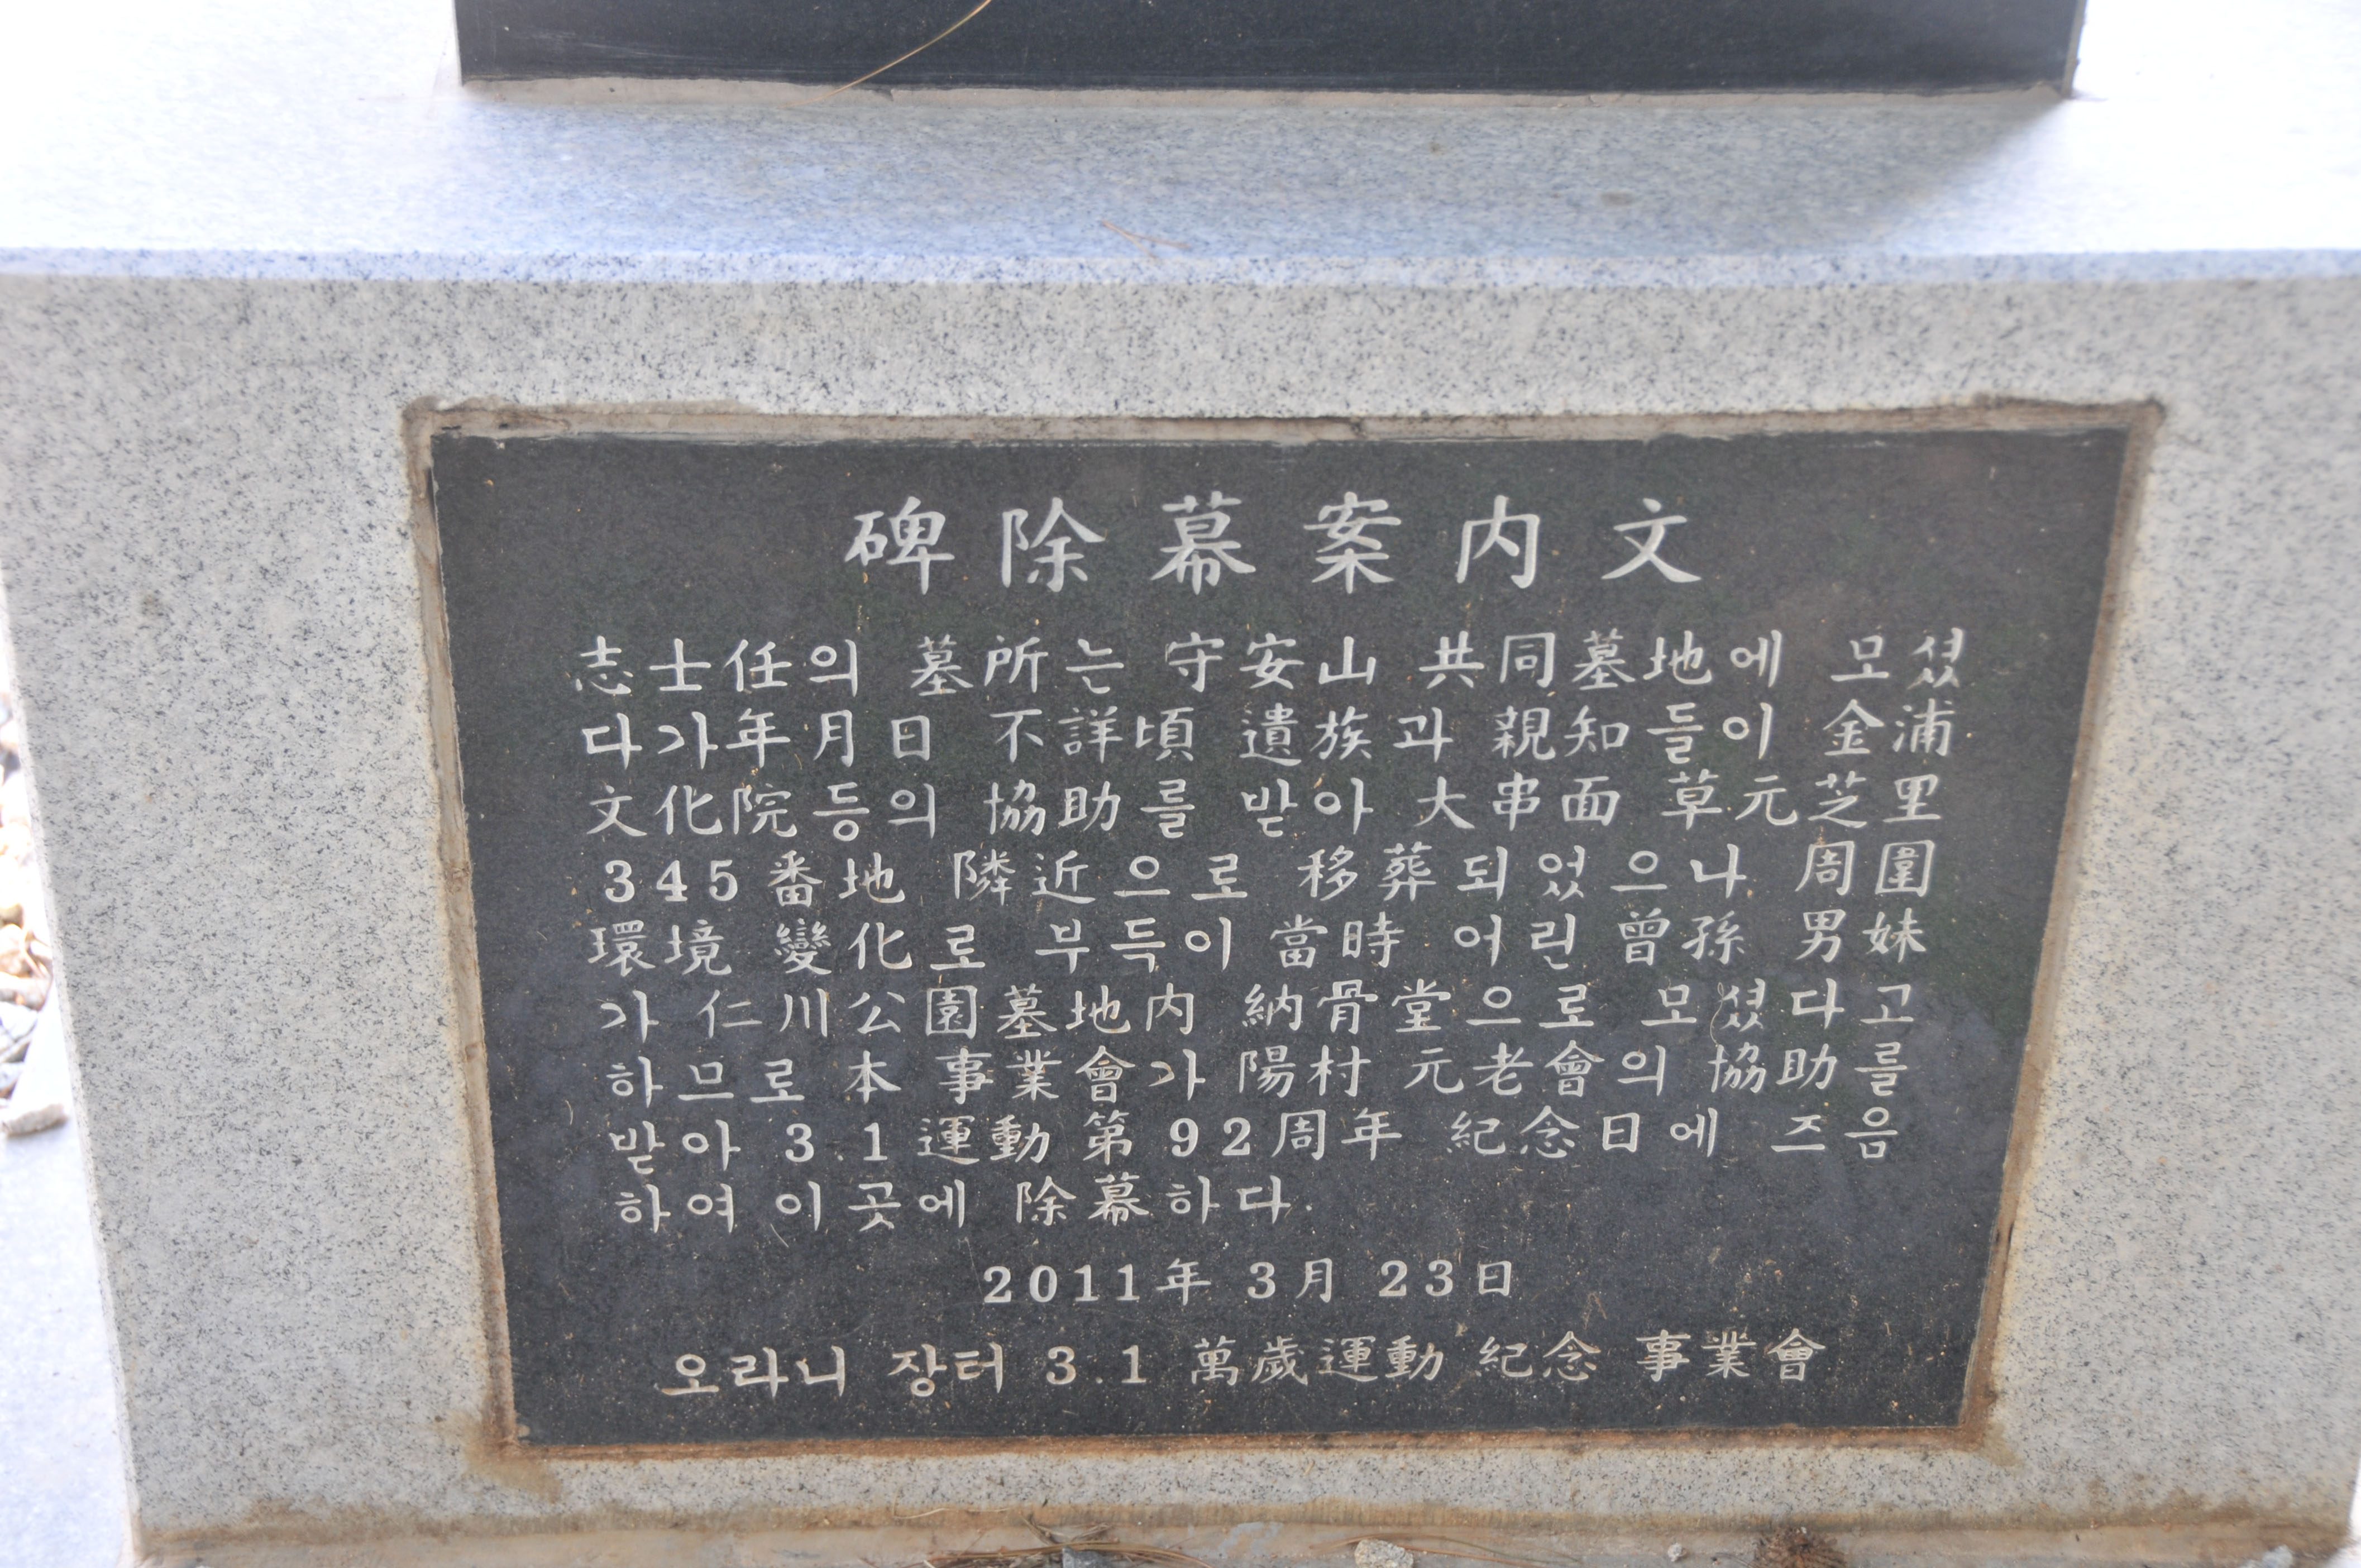 碑除幕案内文
志士任의 墓所는 守安山 共同墓地에 모셨
다가年月日 不詳頃 遺族과 親知들이 金浦
文化院등의 協助를 받아 大串面 草元芝里
345番地 隣近으로 移葬되었으나 周圍
環境 變化로 부득이 當時 어린 曾孫 男妹
가 仁川公園墓地内 納骨堂으로 모셨다고
하므로本 事業會가 陽村 元老會의 協助를
받아 3.1運動 第92周年 紀念日에 즈음
하여 이곳에 除幕하다.
2011年 3月 23日
오라니 장터 3.1 萬歲運動 紀念 事業會